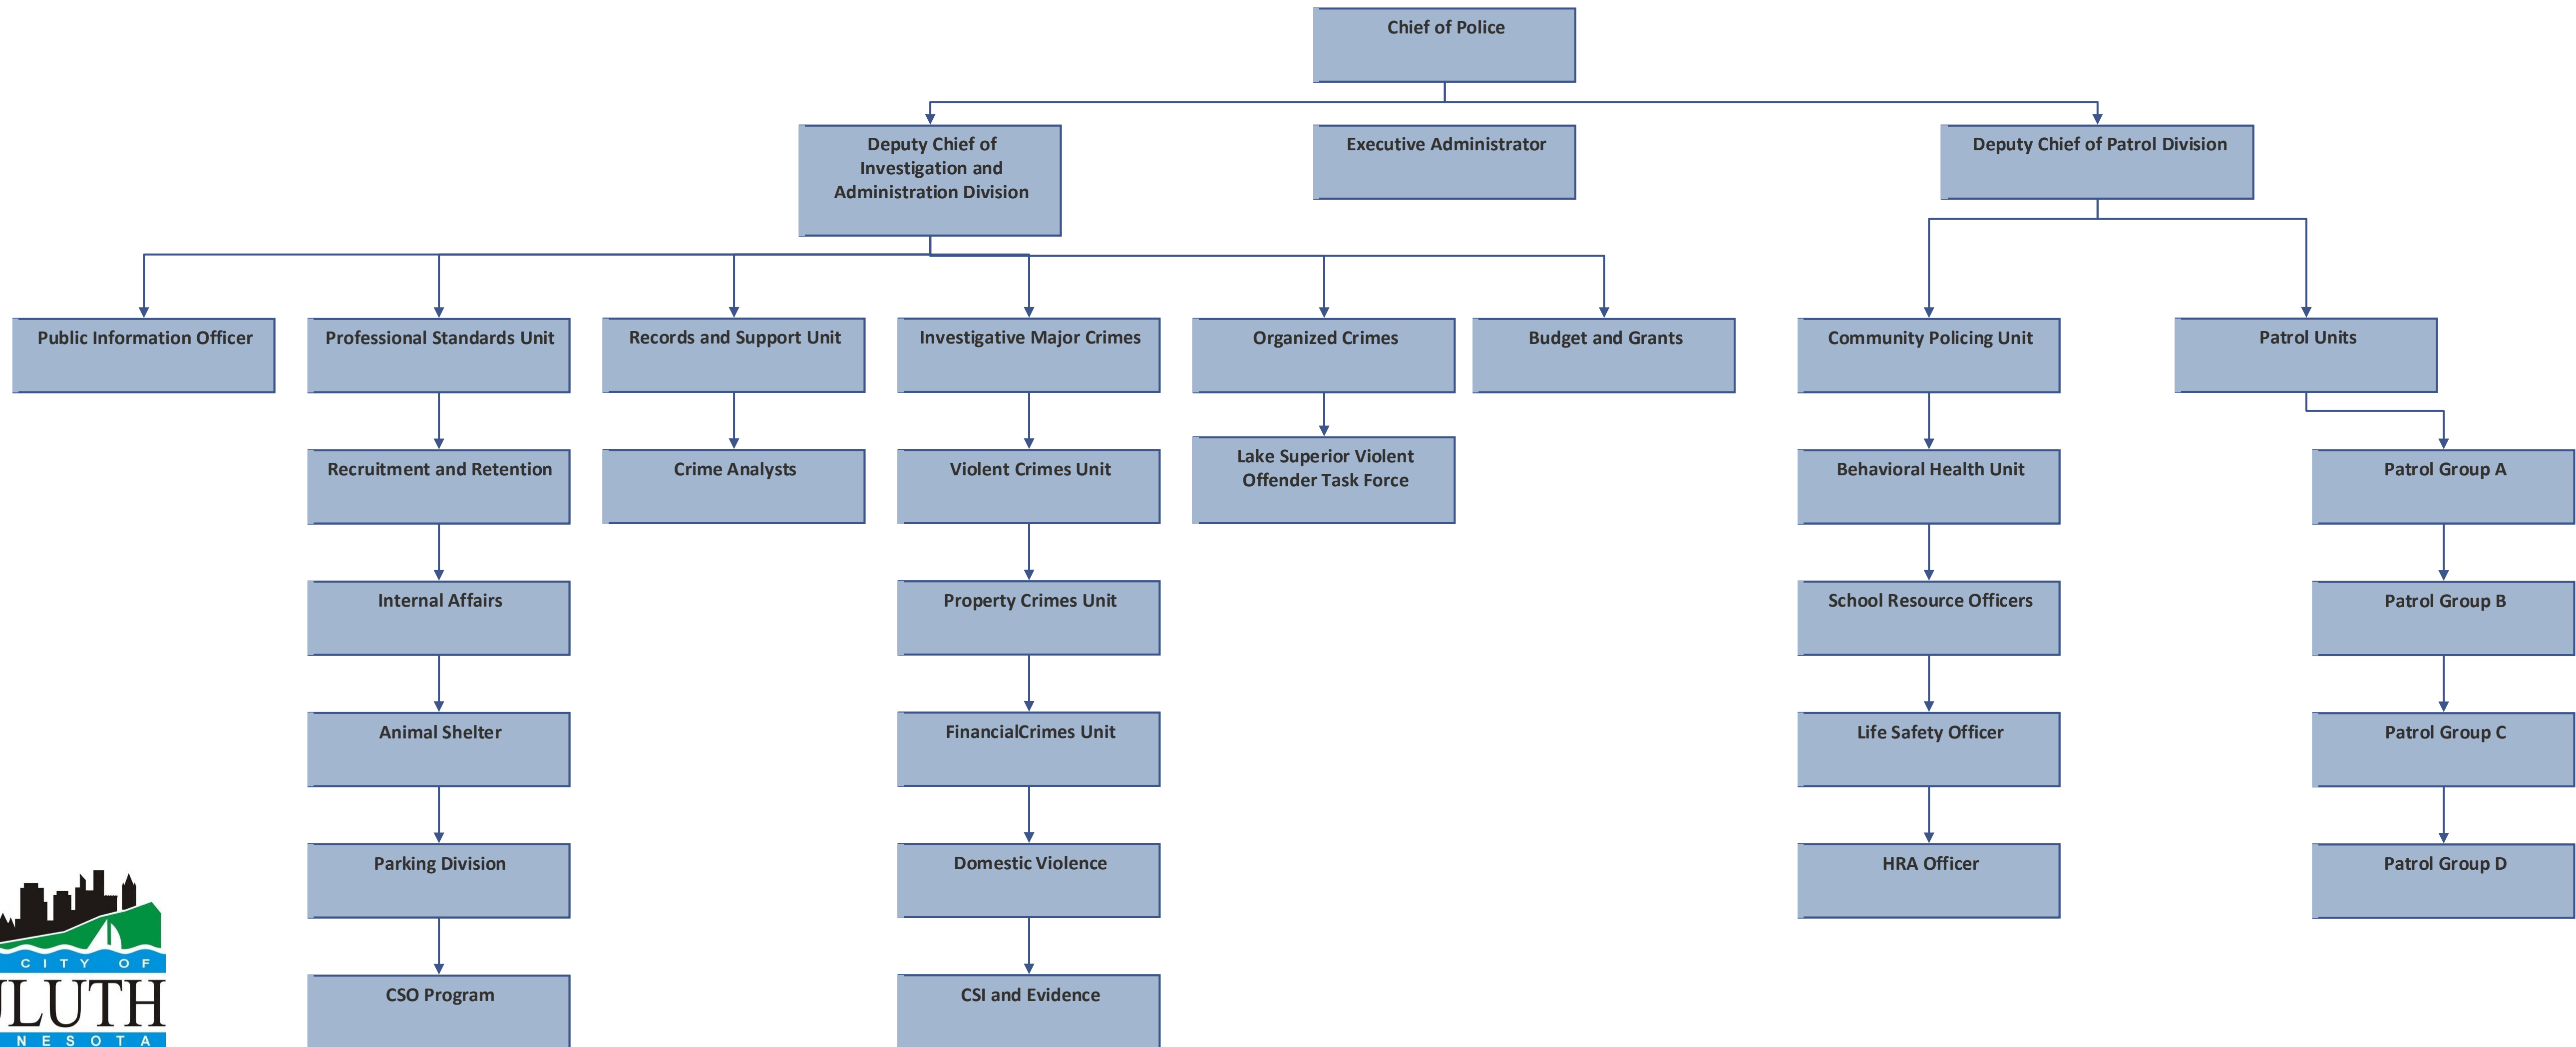 Chief of Police
Deputy Chief of
Investigation and
Administration Division
Executive Administrator
Deputy Chief of Patrol Division
Public Information Officer
Professional Standards Unit
Records and Support Unit
Investigative Major Crimes
Organized Crimes
Budget and Grants
Community Policing Unit
Patrol Units
Recruitment and Retention
Crime Analysts
Violent Crimes Unit
Lake Superior Violent
Offender Task Force
Behavioral Health Unit
Patrol Group A
Internal Affairs
Property Crimes Unit
School Resource Officers
Patrol Group B
Animal Shelter
FinancialCrimes Unit
Life Safety Officer
Patrol Group C
Parking Division
Domestic Violence
HRA Officer
Patrol Group D
CSO Program
CSI and Evidence
CITY OF
ULUTH
NESOTA